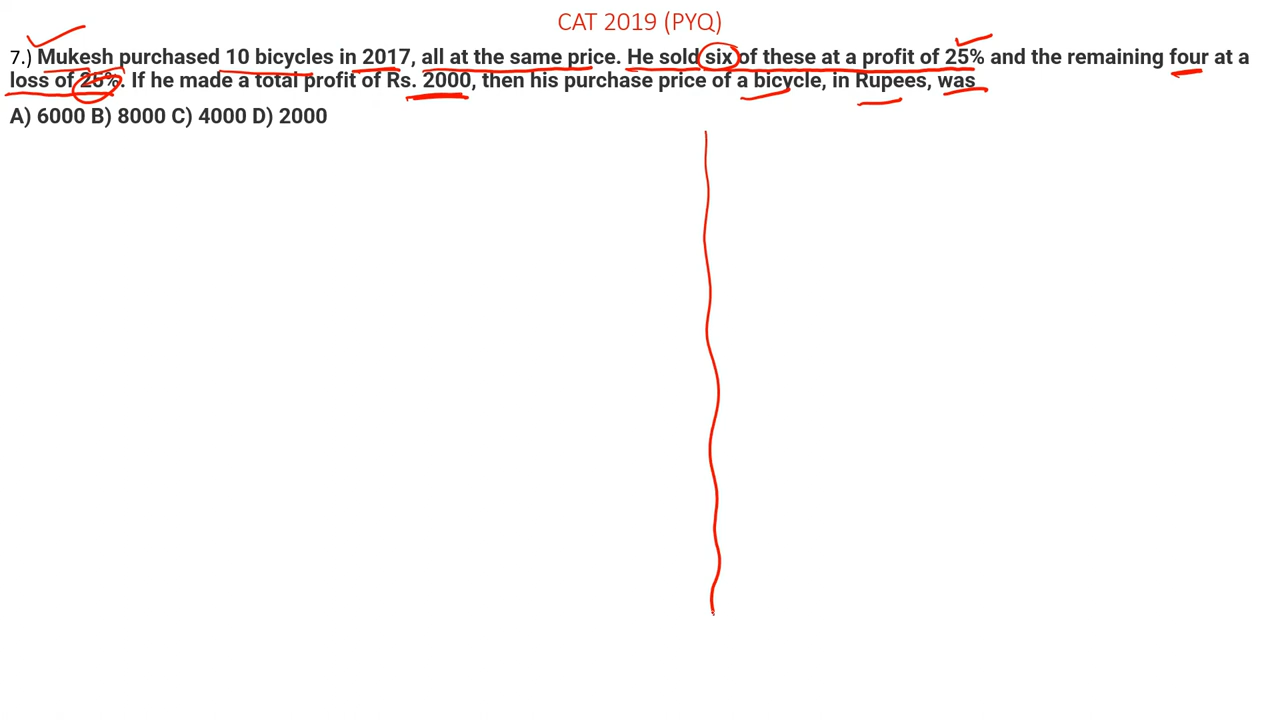 CAT 2019 (PYQ)
7.) Mukesh purchased 10 bicycles in 2017, all at the same price. He sold six of these at a profit of 25% and the remaining four at a
loss of 25%. If he made a total profit of Rs. 2000, then his purchase price of a bicycle, in Rupees, was
A) 6000 B) 8000 C) 4000 D) 2000